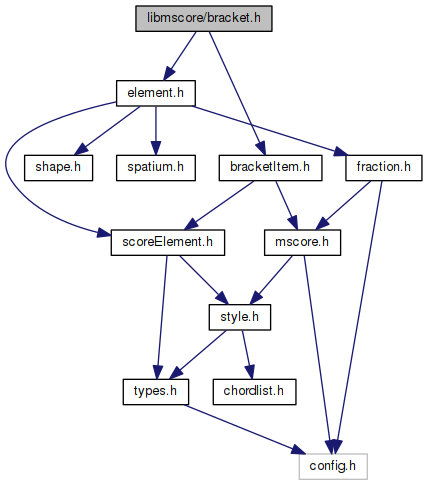 libmscore/bracket.h
element.h
shape.h
spatium.h
bracketItem.h
fraction.h
scoreElement.h
mscore.h
style.h
types.h
chordlist.h
config.h